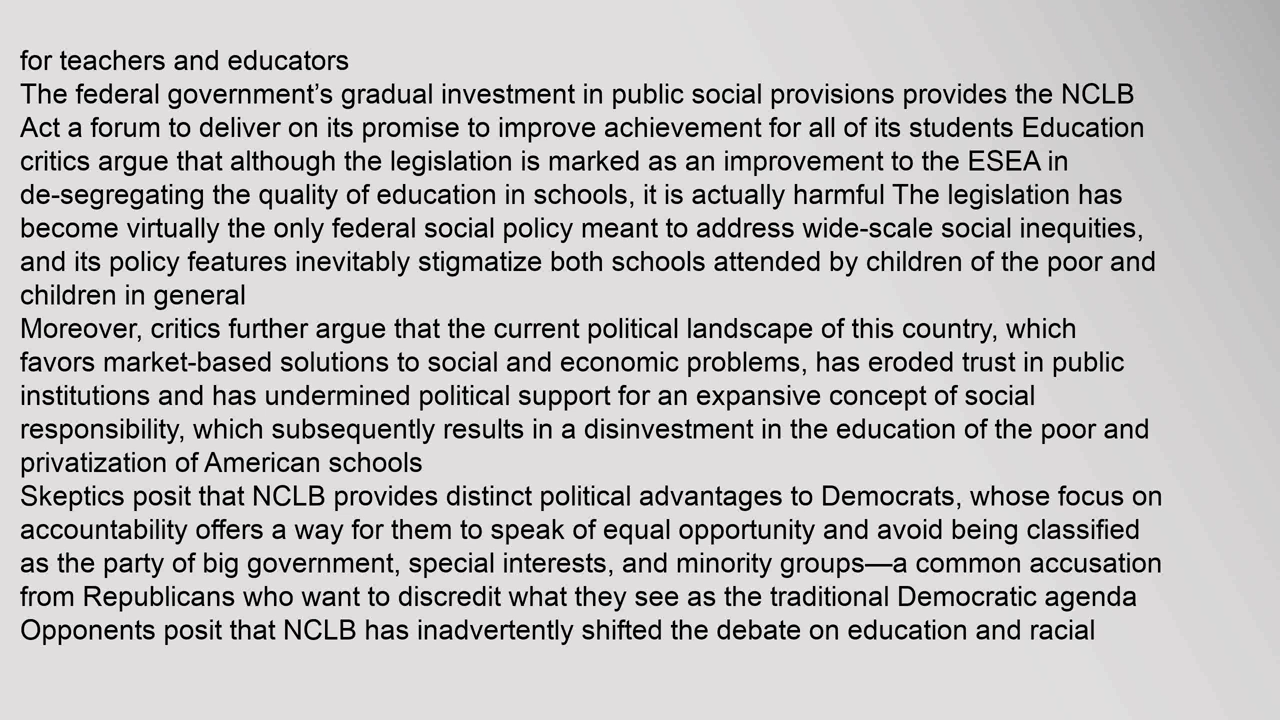 for teachers and educators
The federal government’s gradual investment in public social provisions provides the NCLB
Act a forum to deliver on its promise to improve achievement for all of its students Education
critics argue that although the legislation is marked as an improvement to the ESEA in
de-segregating the quality of education in schools, it is actually harmful The legislation has
become virtually the only federal social policy meant to address wide-scale social inequities,
and its policy features inevitably stigmatize both schools attended by children of the poor and
children in general
Moreover, critics further argue that the current political landscape of this country, which
favors market-based solutions to social and economic problems, has eroded trust in public
institutions and has undermined political support for an expansive concept of social
responsibility, which subsequently results in a disinvestment in the education of the poor and
privatization of American schools
Skeptics posit that NCLB provides distinct political advantages to Democrats, whose focus on
accountability offers a way for them to speak of equal opportunity and avoid being classified
as the party of big government, special interests, and minority groups—a common accusation
from Republicans who want to discredit what they see as the traditional Democratic agenda
Opponents posit that NCLB has inadvertently shifted the debate on education and racial